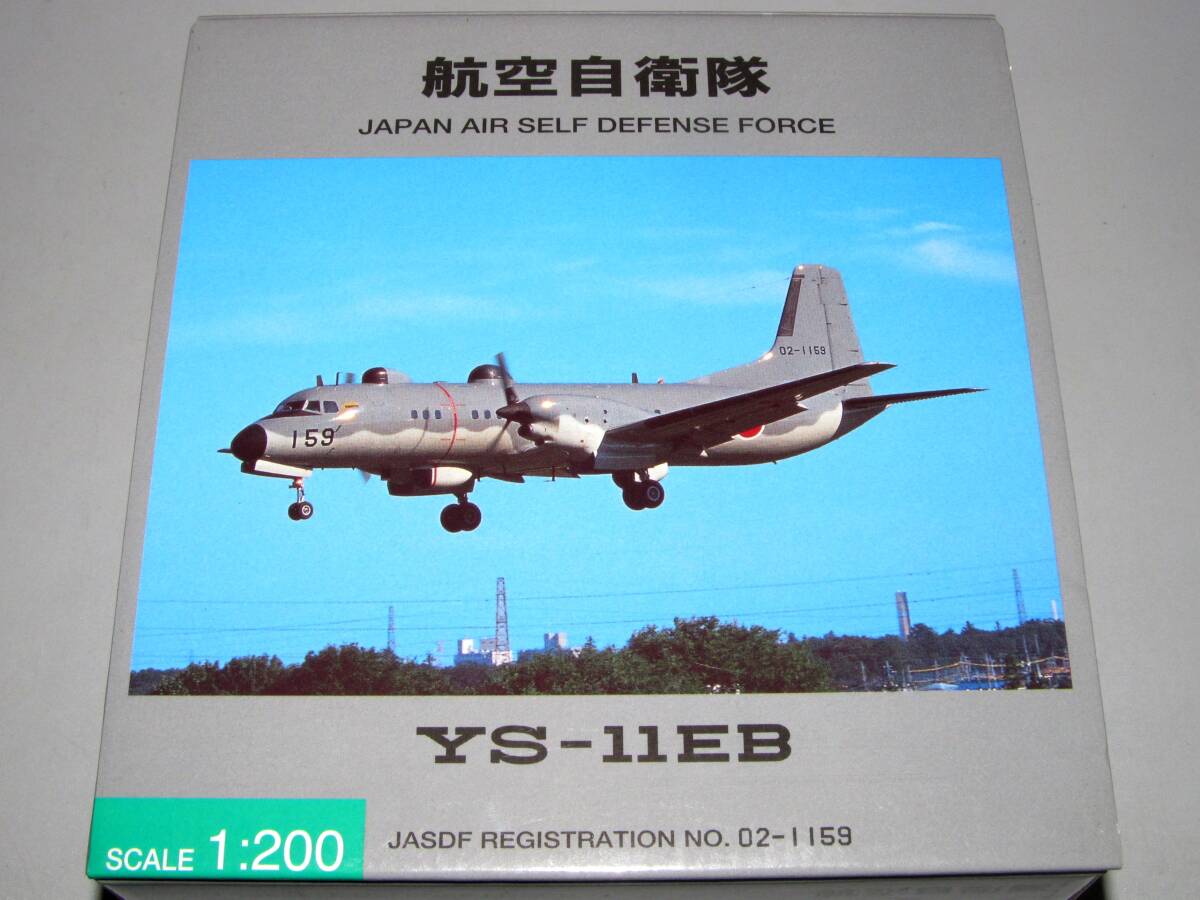 航空自衛隊
JAPAN AIR SELF DEFENSE FORCE
02-1159
159
YS-11EB
SCALE 1:200
JASDF REGISTRATION NO. 02-1159